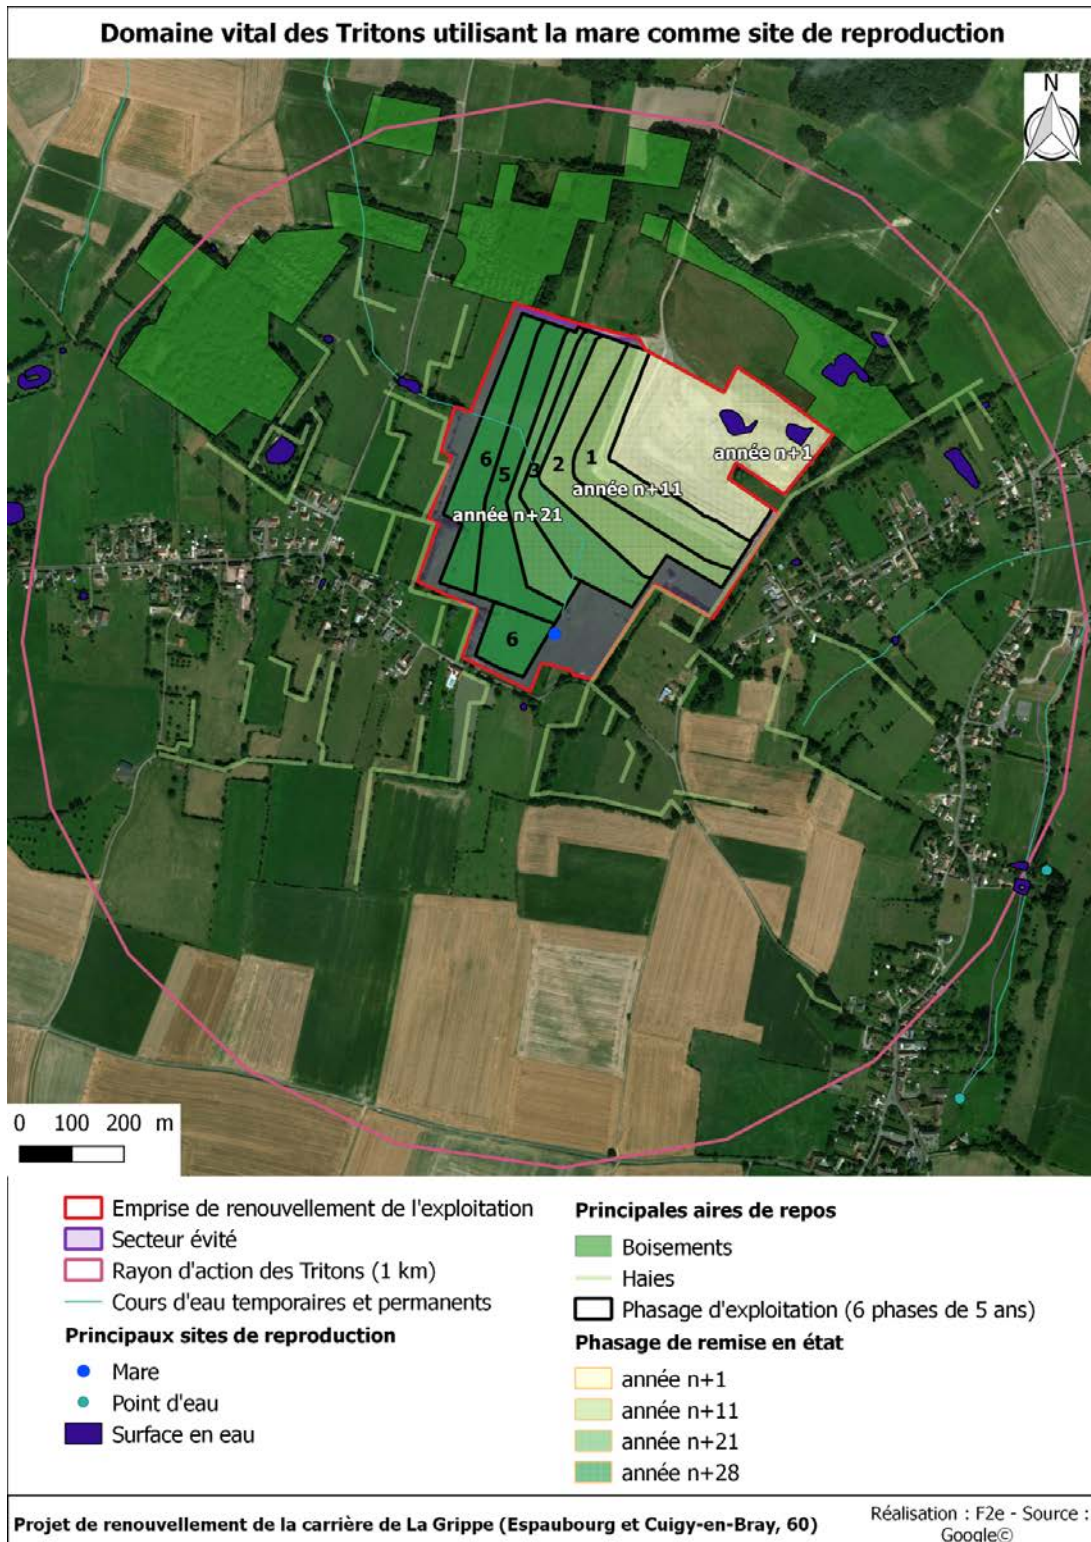 Domaine vital des Tritons utilisant la mare comme site de reproduction
N
6
5
3
2
1
année n+1
année n+11
année n+21
6
0 100 200 m
Emprise de renouvellement de l'exploitation
Secteur évité
Rayon d'action des Tritons (1 km)
Cours d'eau temporaires et permanents
Principaux sites de reproduction
Mare
Point d'eau
Surface en eau
Principales aires de repos
Boisements
Haies
Phasage d'exploitation (6 phases de 5 ans)
Phasage de remise en état
année n+1
année n+11
année n+21
année n+28
Projet de renouvellement de la carrière de La Grippe (Espaubourg et Cuigy-en-Bray, 60)
Réalisation : F2e - Source :
Google©